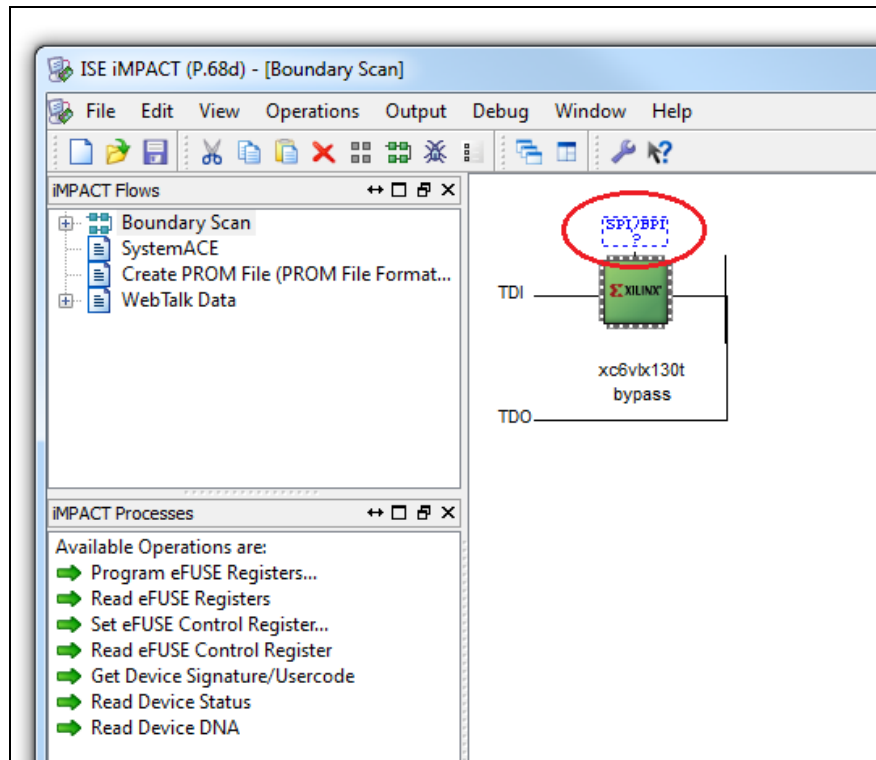 ISE iMPACT (P.68d) - [Boundary Scan]
File Edit View Operations Output Debug Window Help
iMPACT Flows
Boundary Scan
SystemACE
Create PROM File (PROM File Format...
WebTalk Data
SPI/BPI
?
TDI
XILINX
xc6vlx130t
bypass
TDO
iMPACT Processes
Available Operations are:
Program eFUSE Registers...
Read eFUSE Registers
Set eFUSE Control Register...
Read eFUSE Control Register
Get Device Signature/Usercode
Read Device Status
Read Device DNA